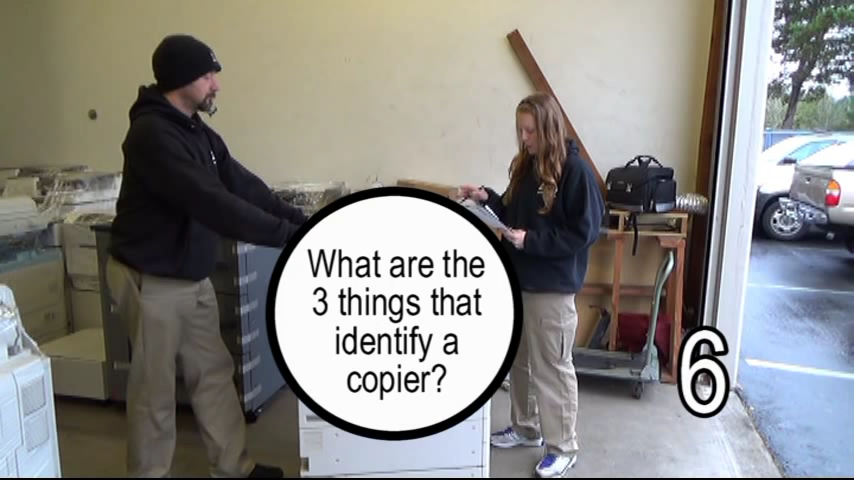 What are the
3 things that
identify a
copier?
6